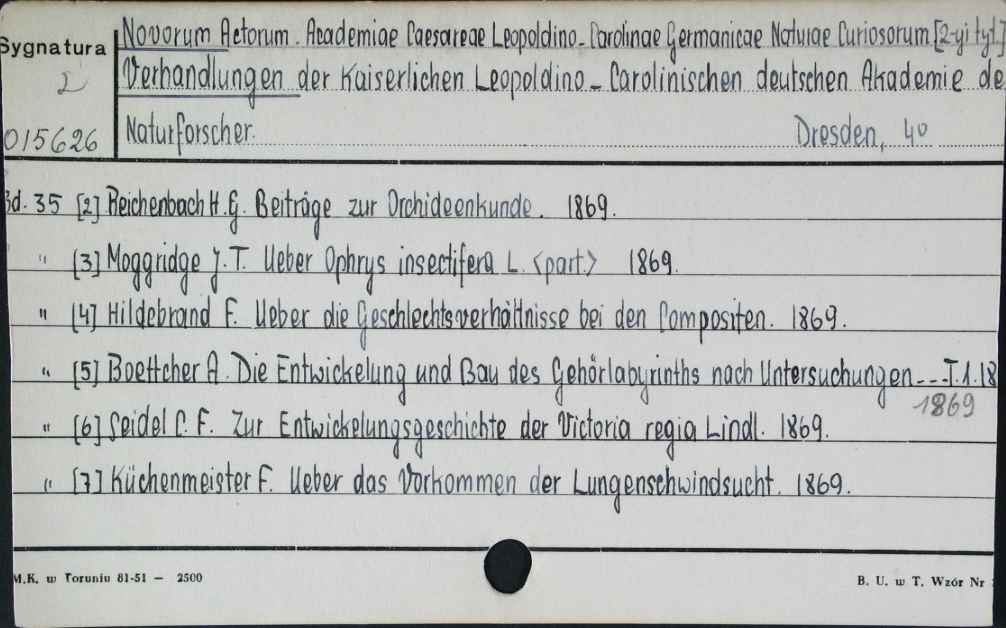 Sygnatura
2
015626
Novorum Actorum. Academiae Caesareae Leopoldino-Carolinae Germanicae Naturae Curiosorum [2-gi tyt.]
Verhandlungen der Kaiserlichen Leopoldino-Carolinischen deutschen Akademie de
Naturforscher. Dresden, 4o
Bd. 35 [2] Reichenbach H.G. Beiträge zur Orchideenkunde. 1869.
" [3] Moggridge J.T. Ueber Ophrys insectifera L. <part.> 1869.
" [4] Hildebrand F. Ueber die Geschlechtsverhältnisse bei den Compositen. 1869.
" [5] Boettcher A. Die Entwickelung und Bau des Gehörlabyrinths nach Untersuchungen---T.1.18
1869
" [6] Seidel C.F. Zur Entwickelungsgeschichte der Victoria regia Lindl. 1869.
" [7] Küchenmeister F. Ueber das Vorkommen der Lungenschwindsucht. 1869.
M.K. w Toruniu 81-51 — 2500
B. U. w T. Wzór Nr